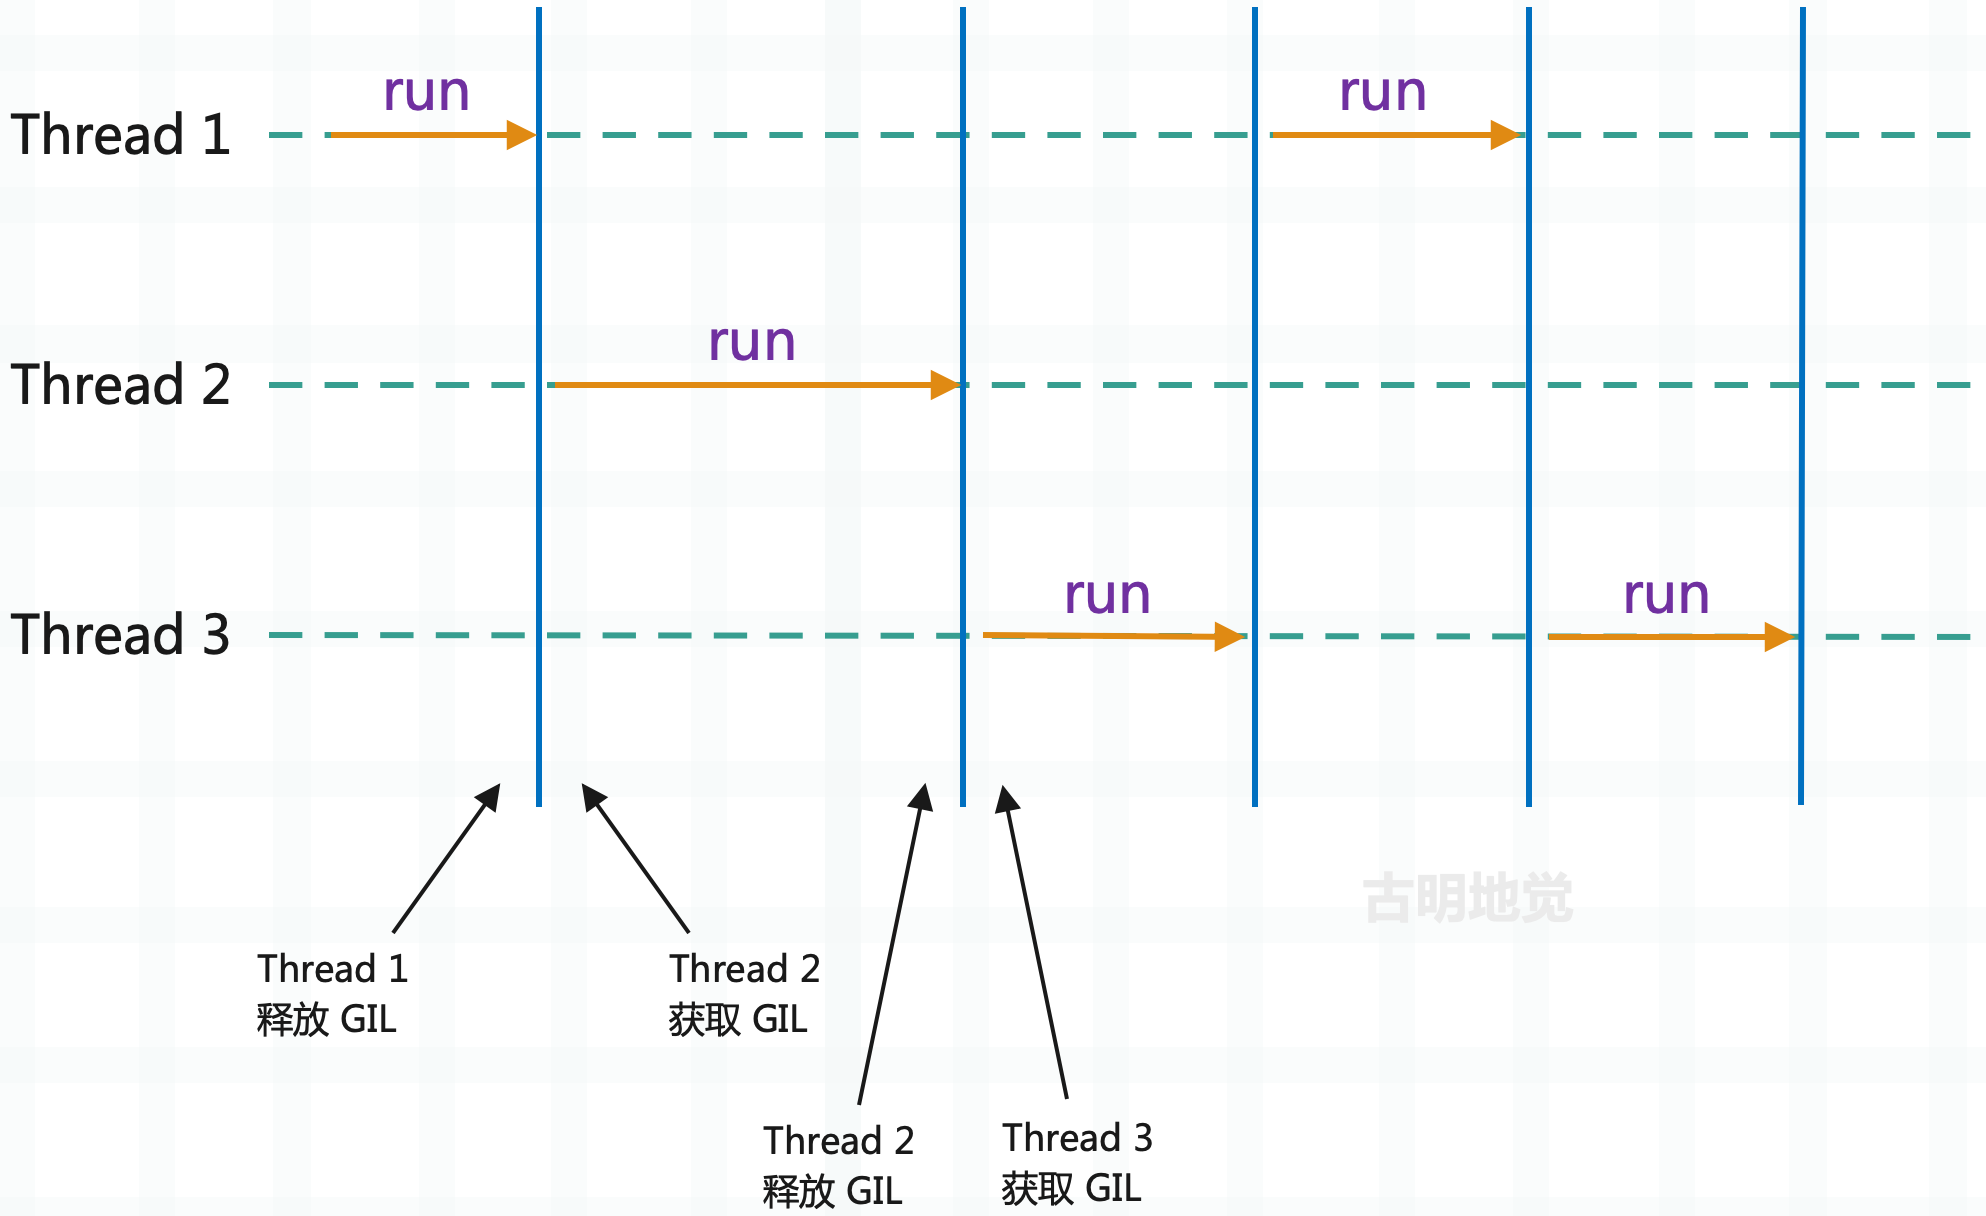 run
run
Thread 1
run
Thread 2
run
run
Thread 3
古明地觉
Thread 1
释放 GIL
Thread 2
获取 GIL
Thread 2
释放 GIL
Thread 3
获取 GIL